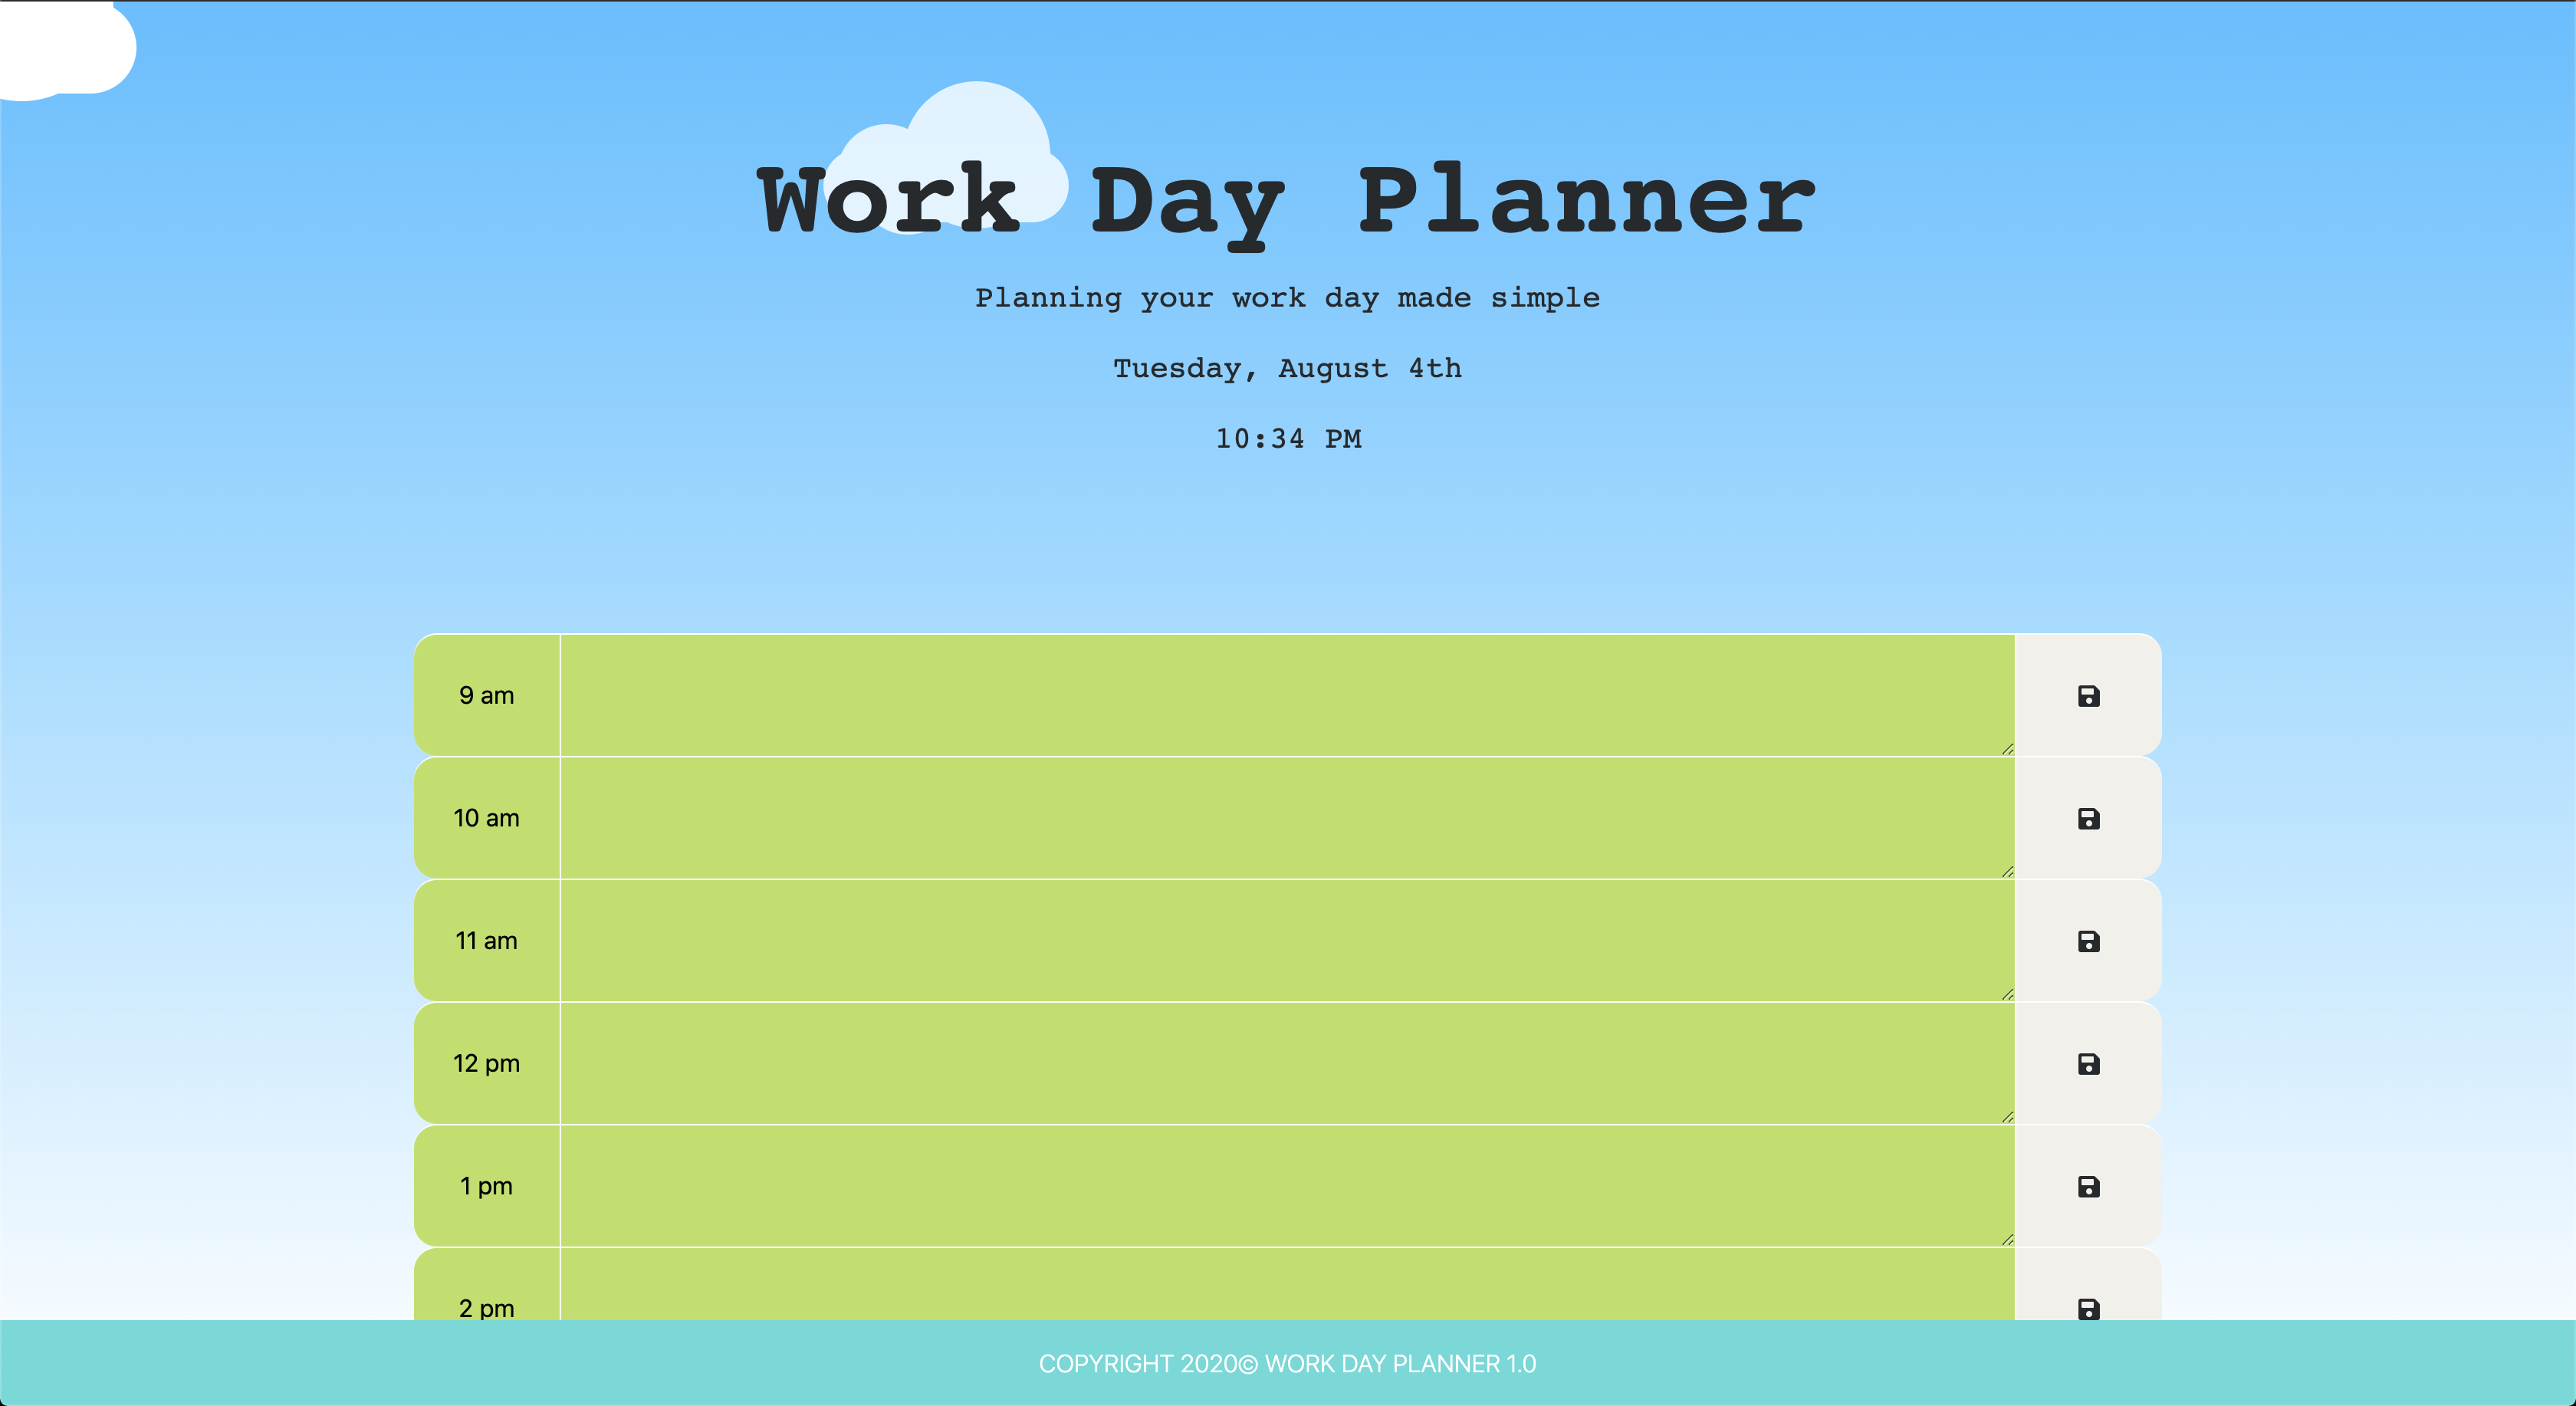 Work Day Planner
Planning your work day made simple
Tuesday, August 4th
10:34 PM
9 am
10 am
11 am
12 pm
1 pm
2 pm
COPYRIGHT 2020© WORK DAY PLANNER 1.0